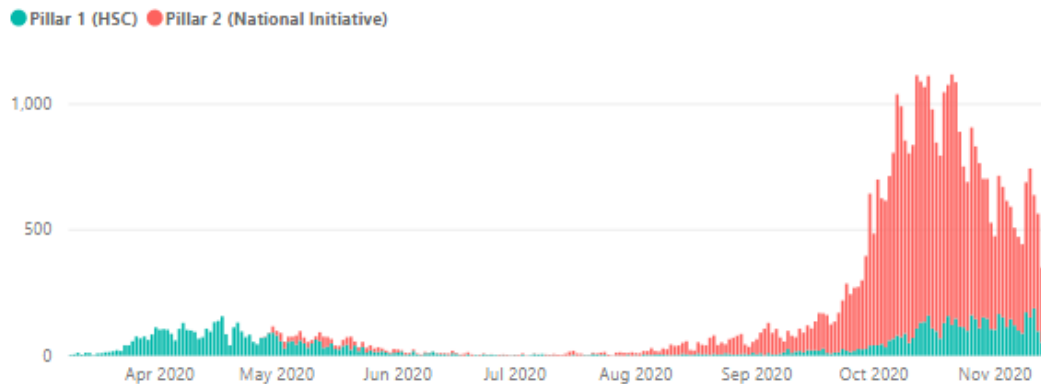 Pillar 1 (HSC) Pillar 2 (National Initiative)
1,000
500
0
Apr 2020 May 2020 Jun 2020 Jul 2020 Aug 2020 Sep 2020 Oct 2020 Nov 2020